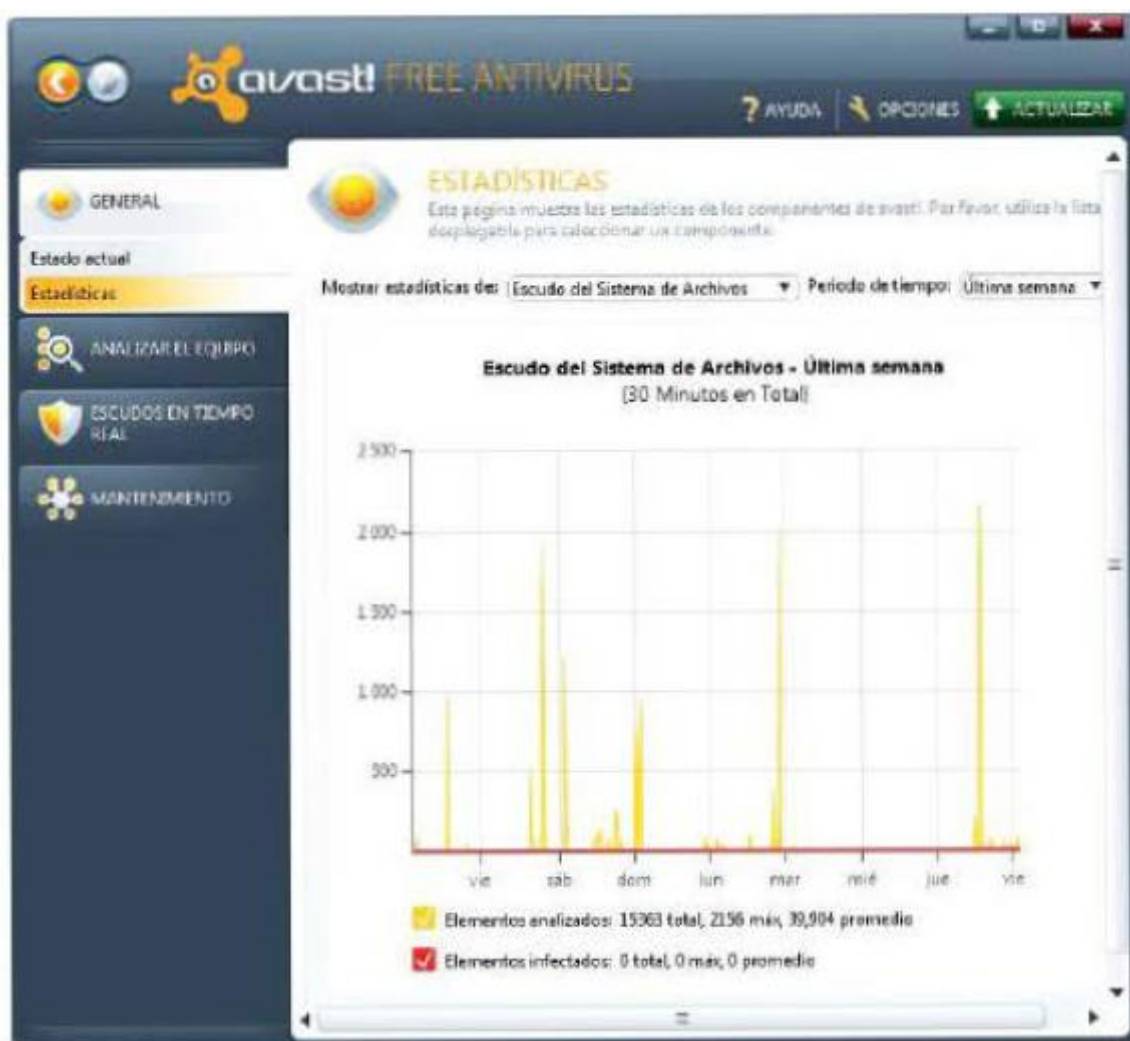 avast! FREE ANTIVIRUS
AYUDA
OPCIONES
ACTUALIZAR
GENERAL
Estado actual
Estadísticas
ANALIZAR EL EQUIPO
ESCUDOS EN TIEMPO
REAL
MANTENIMIENTO
ESTADÍSTICAS
Esta página muestra las estadísticas de los componentes de avast!. Por favor, utilice la lista
desplegable para seleccionar un componente.
Mostrar estadísticas de: Escudo del Sistema de Archivos Periodo de tiempo: Última semana
Escudo del Sistema de Archivos - Última semana
(30 Minutos en Total)
2 500
2 000
1 500
1 000
500
vie sáb dom lun mar mié jue vie
Elementos analizados: 15363 total, 2156 máx, 39,904 promedio
Elementos infectados: 0 total, 0 máx, 0 promedio